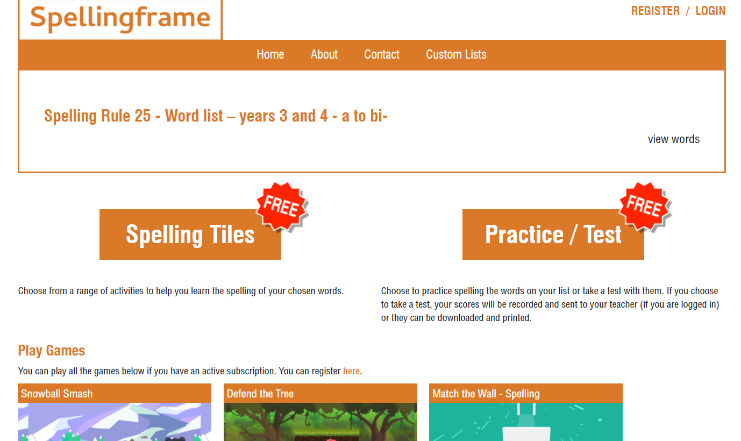 Spellingframe
REGISTER / LOGIN
Home About Contact Custom Lists
Spelling Rule 25 - Word list – years 3 and 4 - a to bi-
view words
FREE
Spelling Tiles
FREE
Practice / Test
Choose from a range of activities to help you learn the spelling of your chosen words.
Choose to practice spelling the words on your list or take a test with them. If you choose
to take a test, your scores will be recorded and sent to your teacher (if you are logged in)
or they can be downloaded and printed.
Play Games
You can play all the games below if you have an active subscription. You can register here.
Snowball Smash
Defend the Tree
Match the Wall - Spelling